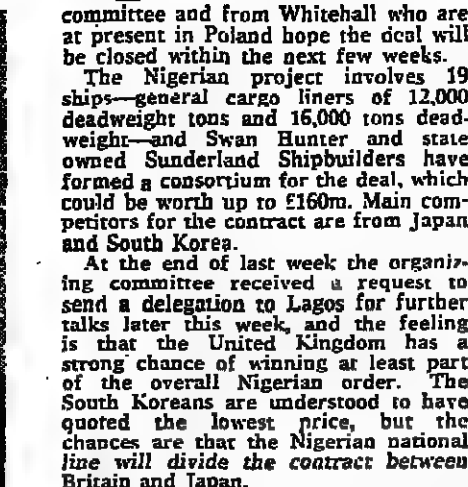 committee and from Whitehall who are
at present in Poland hope the deal will
be closed within the next few weeks.
The Nigerian project involves 19
ships—general cargo liners of 12,000
deadweight tons and 16,000 tons dead-
weight—and Swan Hunter and state
owned Sunderland Shipbuilders have
formed a consortium for the deal, which
could be worth up to £160m. Main com-
petitors for the contract are from Japan
and South Korea.
At the end of last week the organiz-
ing committee received a request to
send a delegation to Lagos for further
talks later this week, and the feeling
is that the United Kingdom has a
strong chance of winning at least part
of the overall Nigerian order. The
South Koreans are understood to have
quoted the lowest price, but the
chances are that the Nigerian national
line will divide the contract between
Britain and Japan.